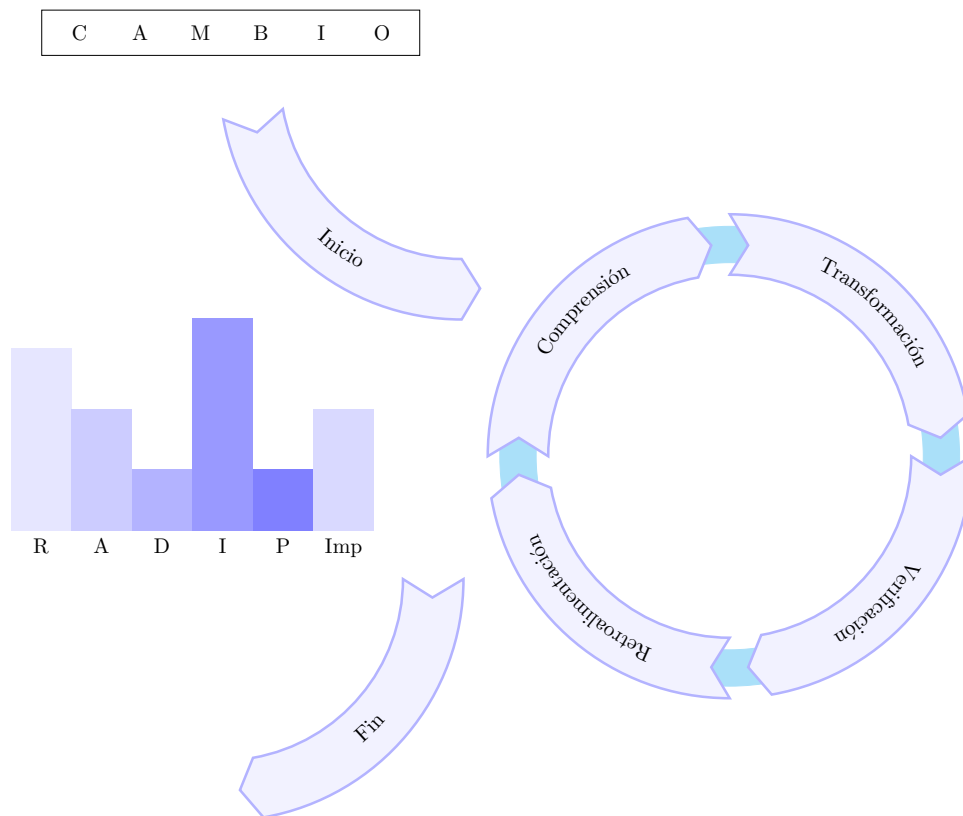 C A M B I O
Inicio
Comprensión
Transformación
Verificación
Retroalimentación
R A D I P Imp
Fin